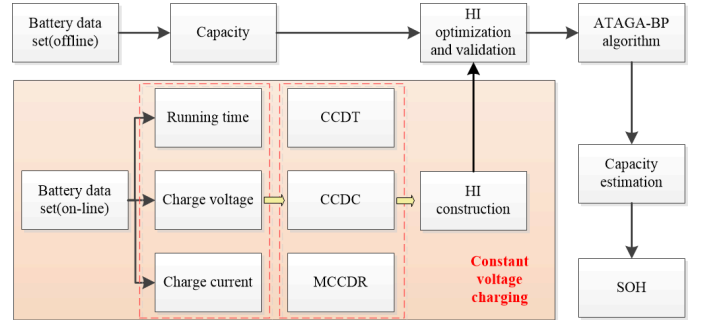 Battery data
set(offline)
Capacity
HI
optimization
and validation
ATAGA-BP
algorithm
Running time
CCDT
Battery data
set(on-line)
Charge voltage
CCDC
HI
construction
Capacity
estimation
Charge current
MCCDR
Constant
voltage
charging
SOH